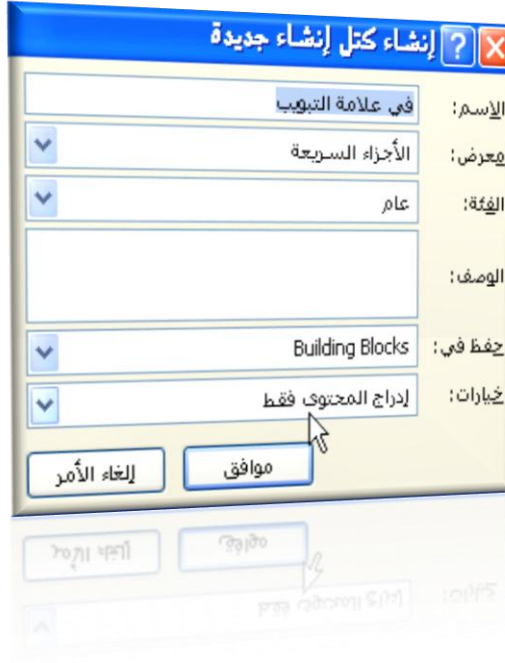 إنشاء كتل إنشاء جديدة
الاسم: في علامة التبويب
معرض: الأجزاء السريعة
الفئة: عام
الوصف:
حفظ في: Building Blocks
خيارات: إدراج المحتوى فقط
موافق إلغاء الأمر